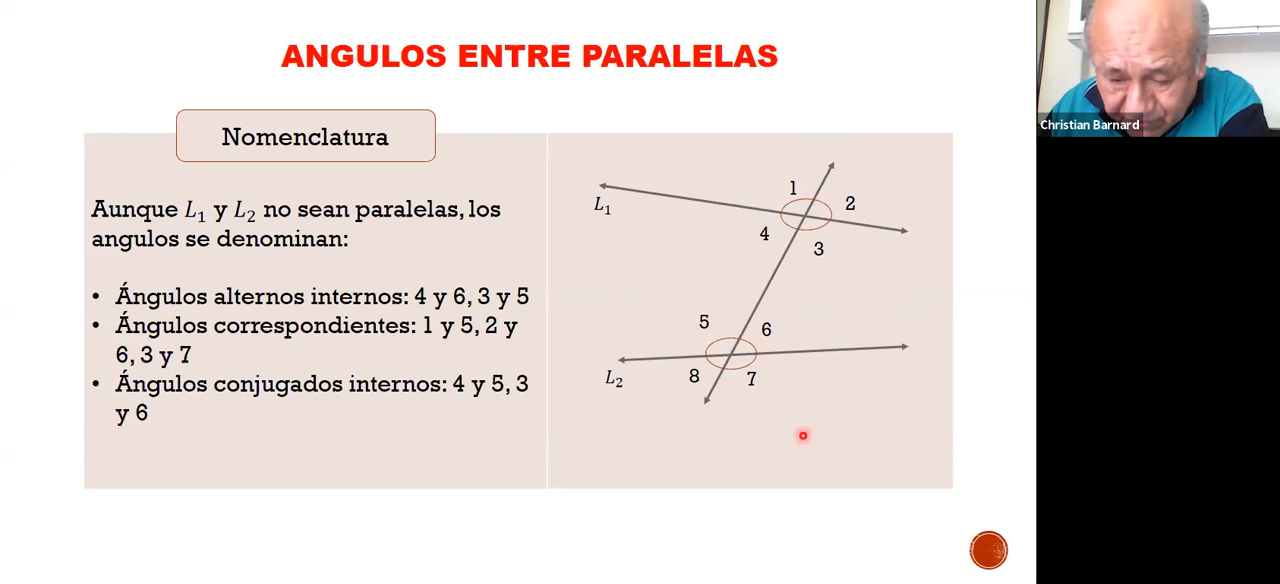 ANGULOS ENTRE PARALELAS
Christian Barnard
Nomenclatura
Aunque L₁ y L₂ no sean paralelas, los
angulos se denominan:
• Ángulos alternos internos: 4 y 6, 3 y 5
• Ángulos correspondientes: 1 y 5, 2 y
6, 3 y 7
• Ángulos conjugados internos: 4 y 5, 3
y 6
1
2
L₁
4
3
5
6
L₂
8
7